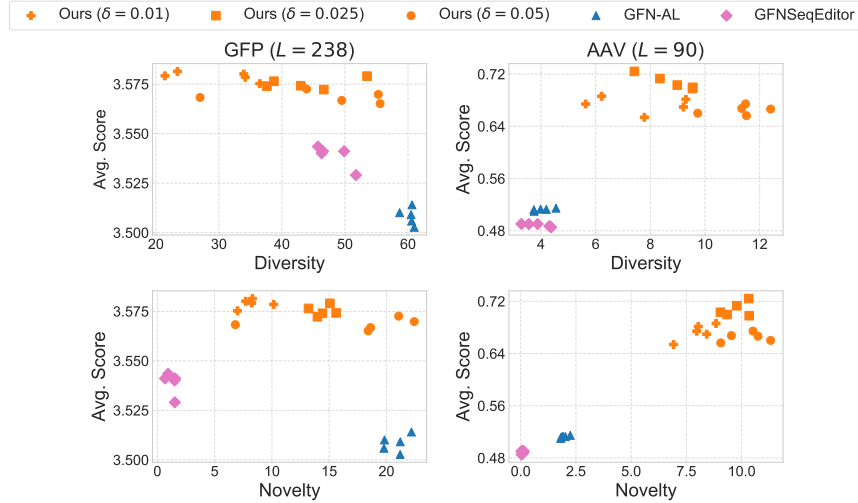 Ours (δ = 0.01) Ours (δ = 0.025) Ours (δ = 0.05) GFN-AL GFNSeqEditor
GFP (L = 238) AAV (L = 90)
Avg. Score
3.575
3.550
3.525
3.500
20 30 40 50 60
Diversity
Avg. Score
0.72
0.64
0.56
0.48
4 6 8 10 12
Diversity
Avg. Score
3.575
3.550
3.525
3.500
0 5 10 15 20
Novelty
Avg. Score
0.72
0.64
0.56
0.48
0.0 2.5 5.0 7.5 10.0
Novelty